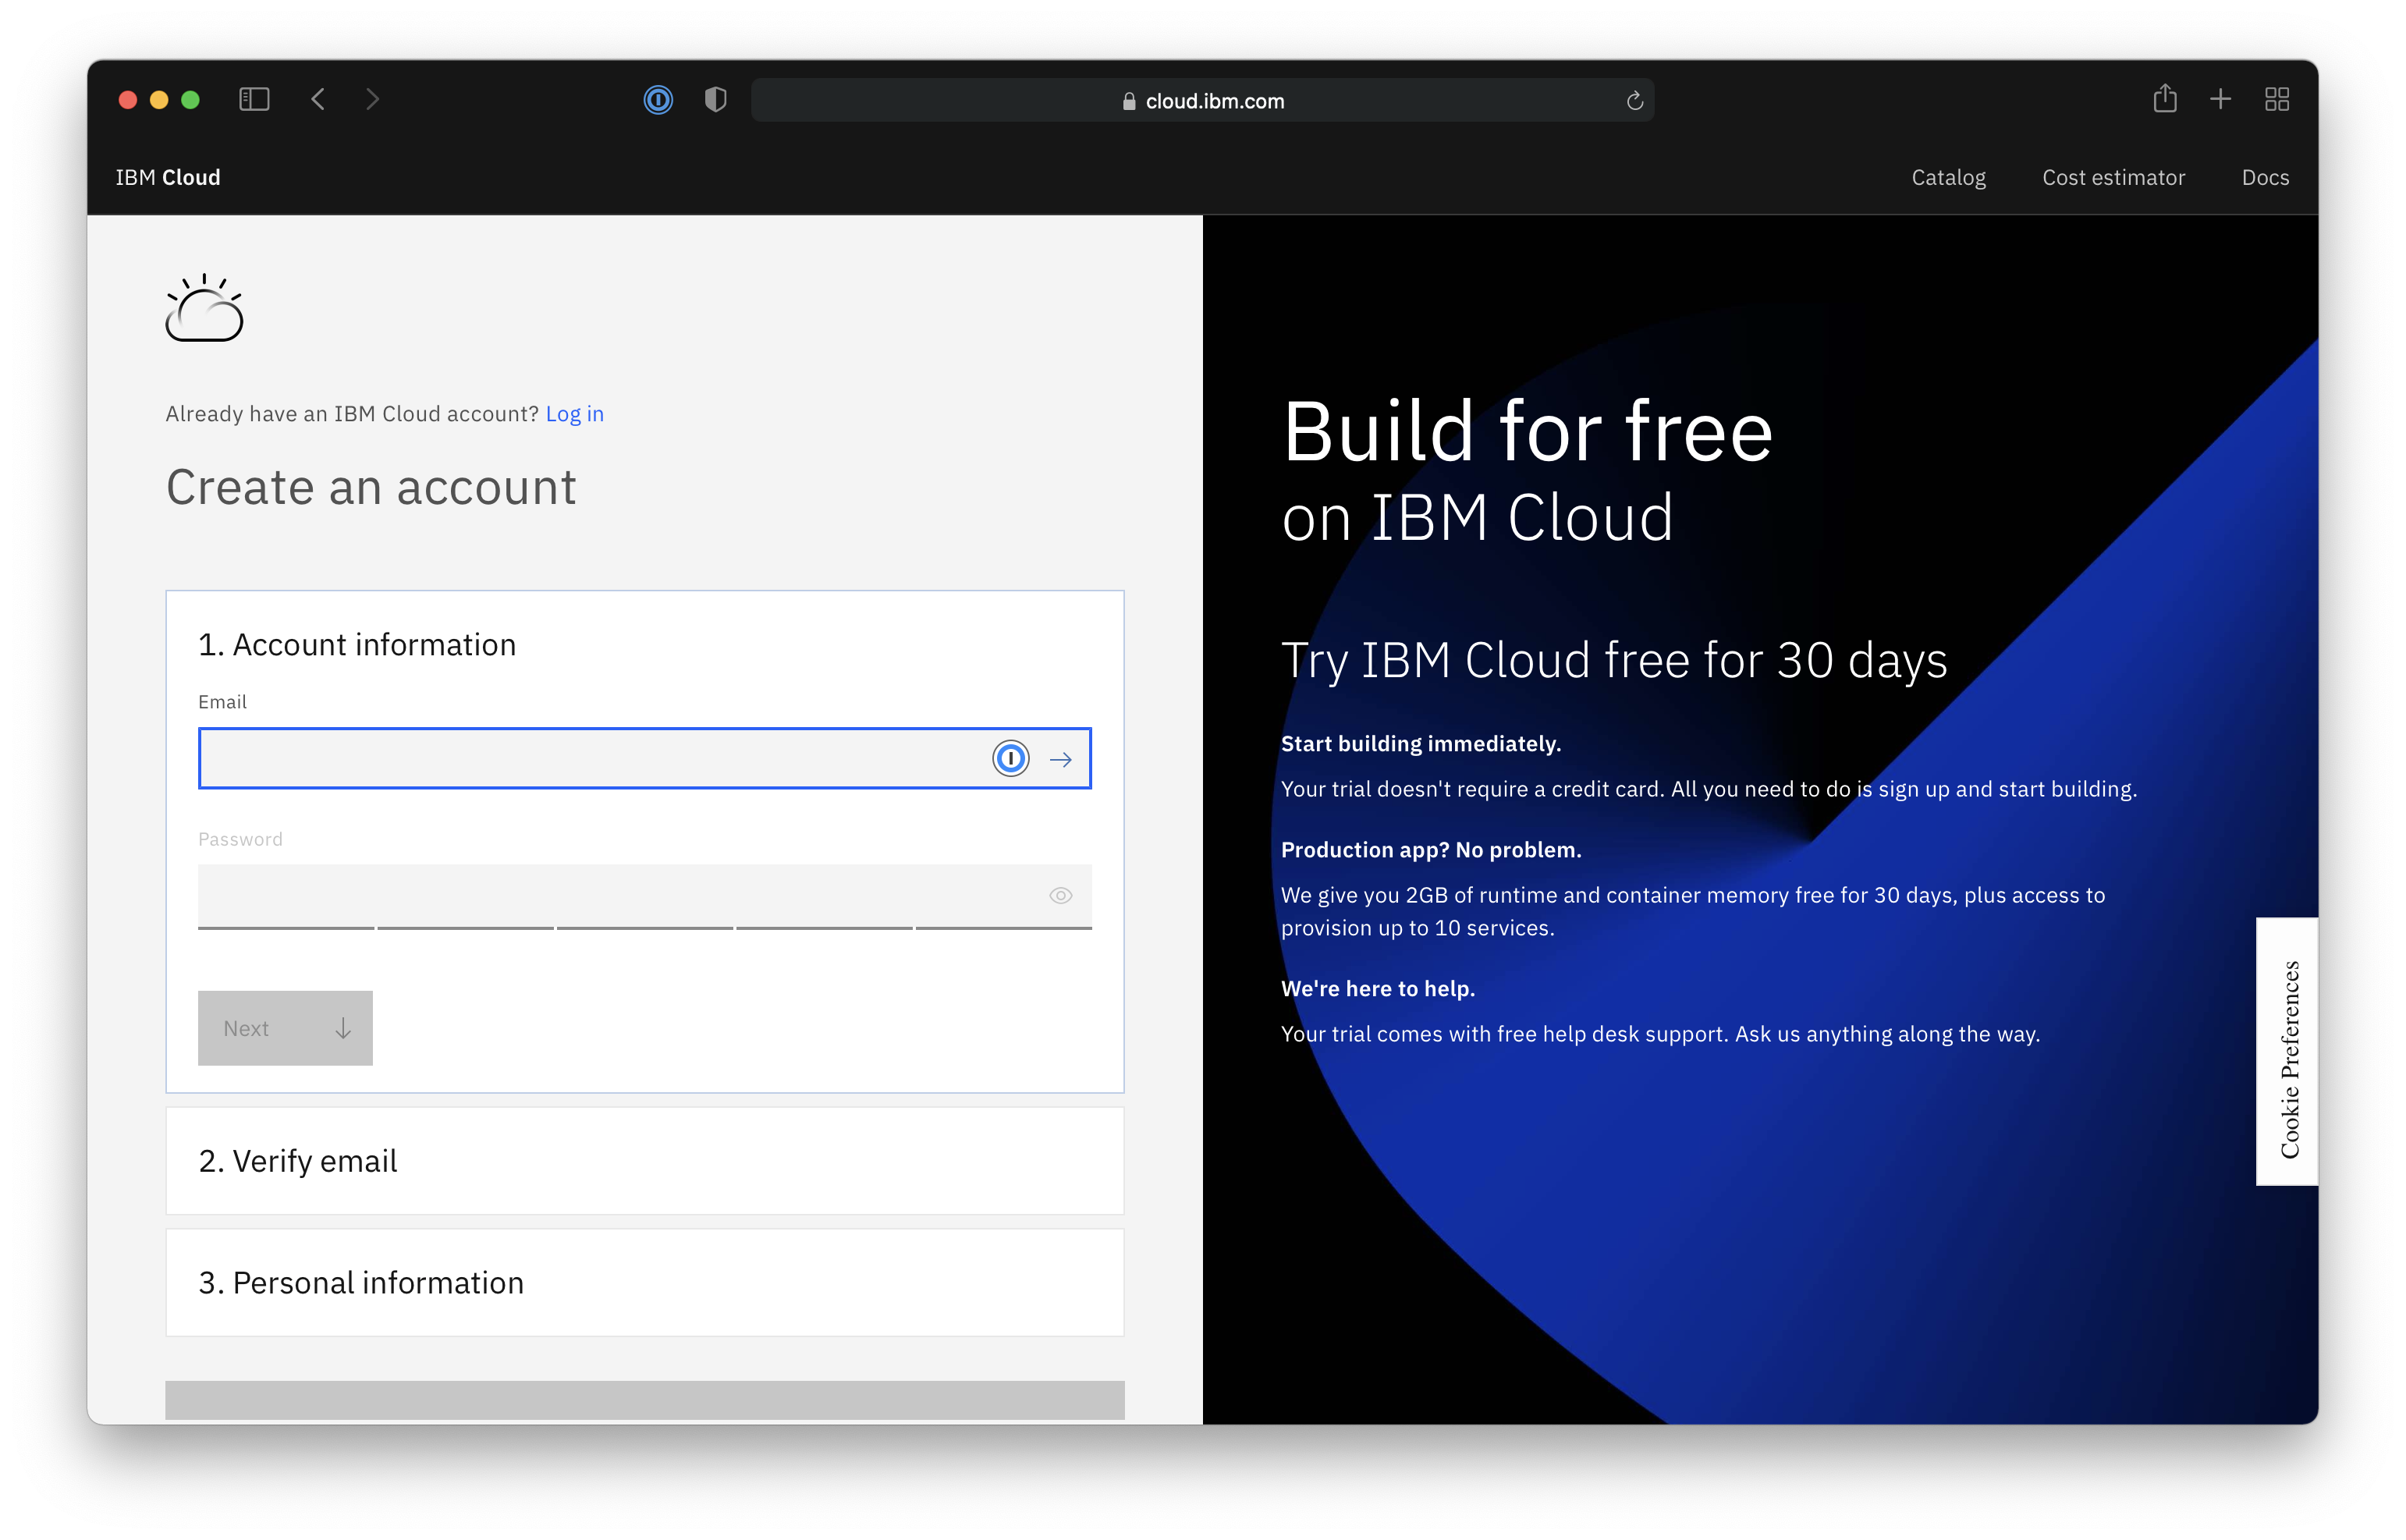 cloud.ibm.com
IBM Cloud
Catalog
Cost estimator
Docs
Already have an IBM Cloud account? Log in
Create an account
1. Account information
Email
Password
Next
2. Verify email
3. Personal information
Build for free
on IBM Cloud
Try IBM Cloud free for 30 days
Start building immediately.
Your trial doesn't require a credit card. All you need to do is sign up and start building.
Production app? No problem.
We give you 2GB of runtime and container memory free for 30 days, plus access to
provision up to 10 services.
We're here to help.
Your trial comes with free help desk support. Ask us anything along the way.
Cookie Preferences